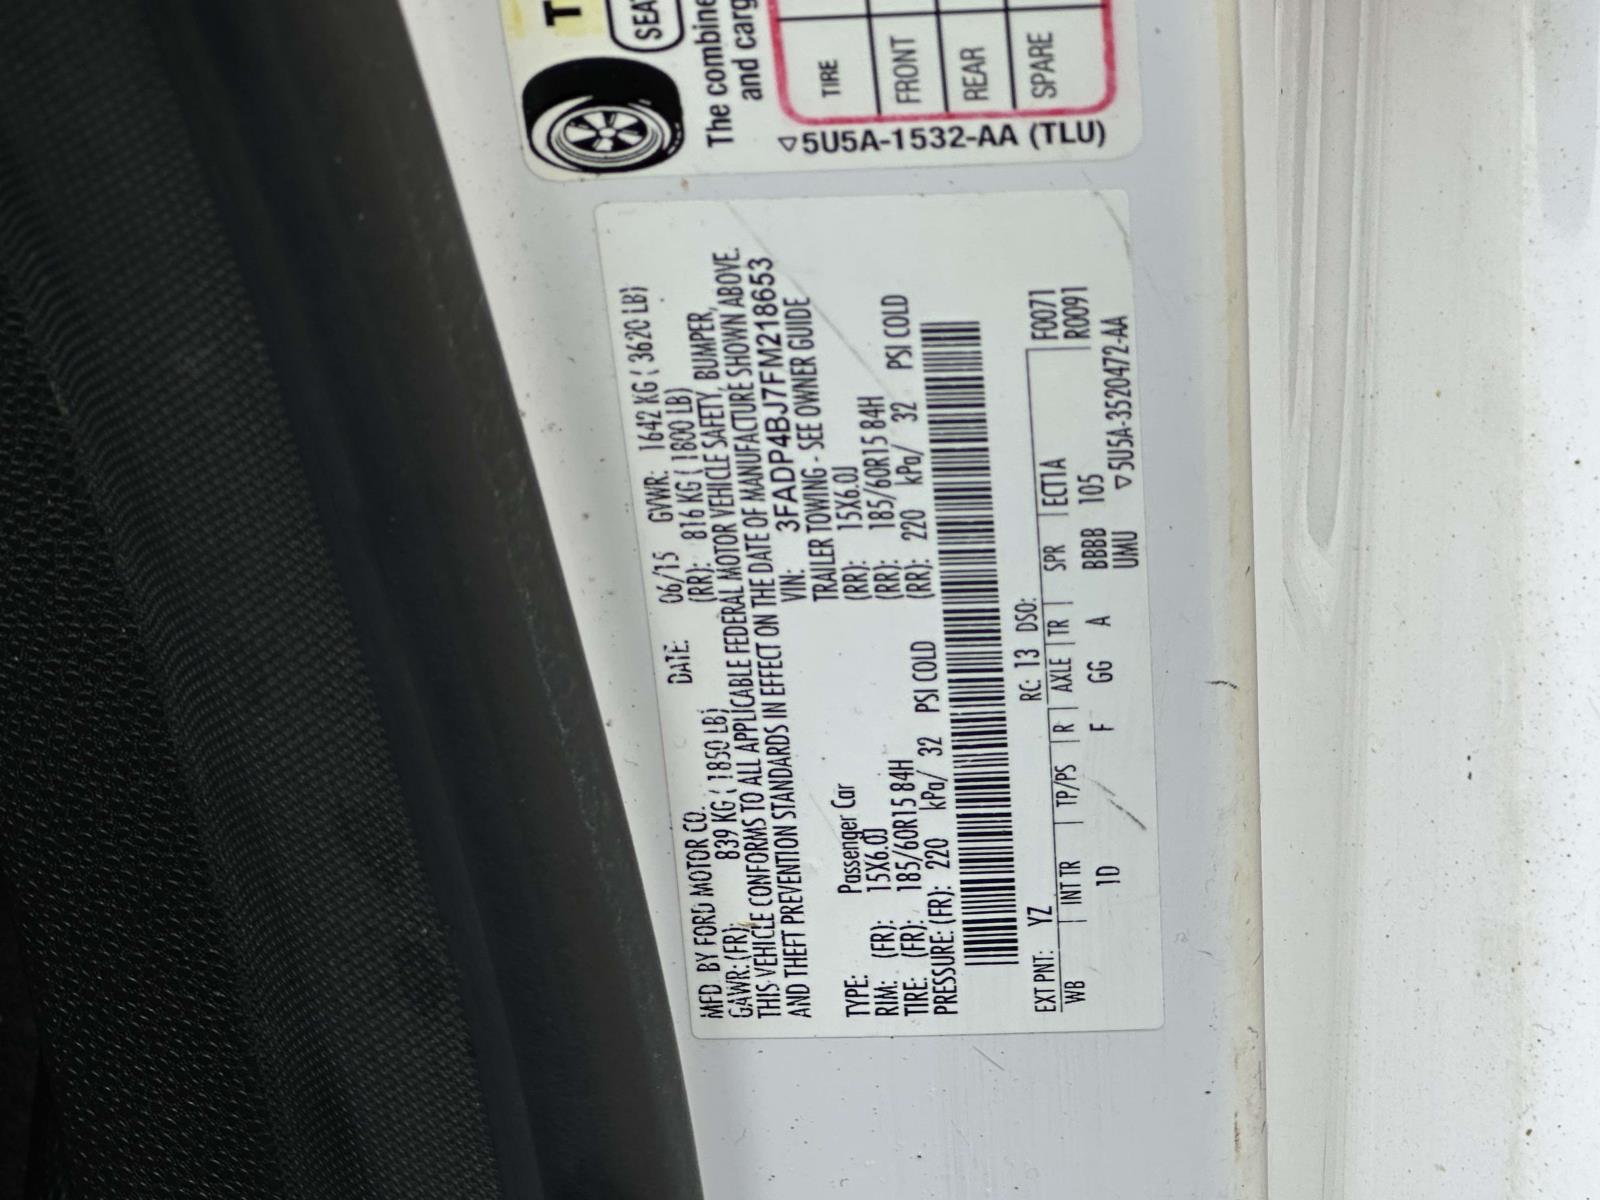 MFD BY FORD MOTOR CO.
DATE: 06/15 GVWR: 1642 KG ( 3620 LB)
GAWR: (FR): 839 KG ( 1850 LB) (RR): 816 KG ( 1800 LB)
THIS VEHICLE CONFORMS TO ALL APPLICABLE FEDERAL MOTOR VEHICLE SAFETY, BUMPER,
AND THEFT PREVENTION STANDARDS IN EFFECT ON THE DATE OF MANUFACTURE SHOWN ABOVE.
VIN: 3FADP4BJ7FM218653
TYPE: Passenger Car TRAILER TOWING - SEE OWNER GUIDE
RIM: (FR): 15X6.0J (RR): 15X6.0J
TIRE: (FR): 185/60R15 84H (RR): 185/60R15 84H
PRESSURE: (FR): 220 kPa/ 32 PSI COLD (RR): 220 kPa/ 32 PSI COLD
EXT PNT: YZ RC: 13 DSO: F0071
WB INT TR TP/PS R AXLE TR SPR ECT1A R0091
1D F GG A BBBB 105
UMU ▽5U5A-3520472-AA
T
SEA
The combine
and carg
TIRE
FRONT
REAR
SPARE
▽5U5A-1532-AA (TLU)